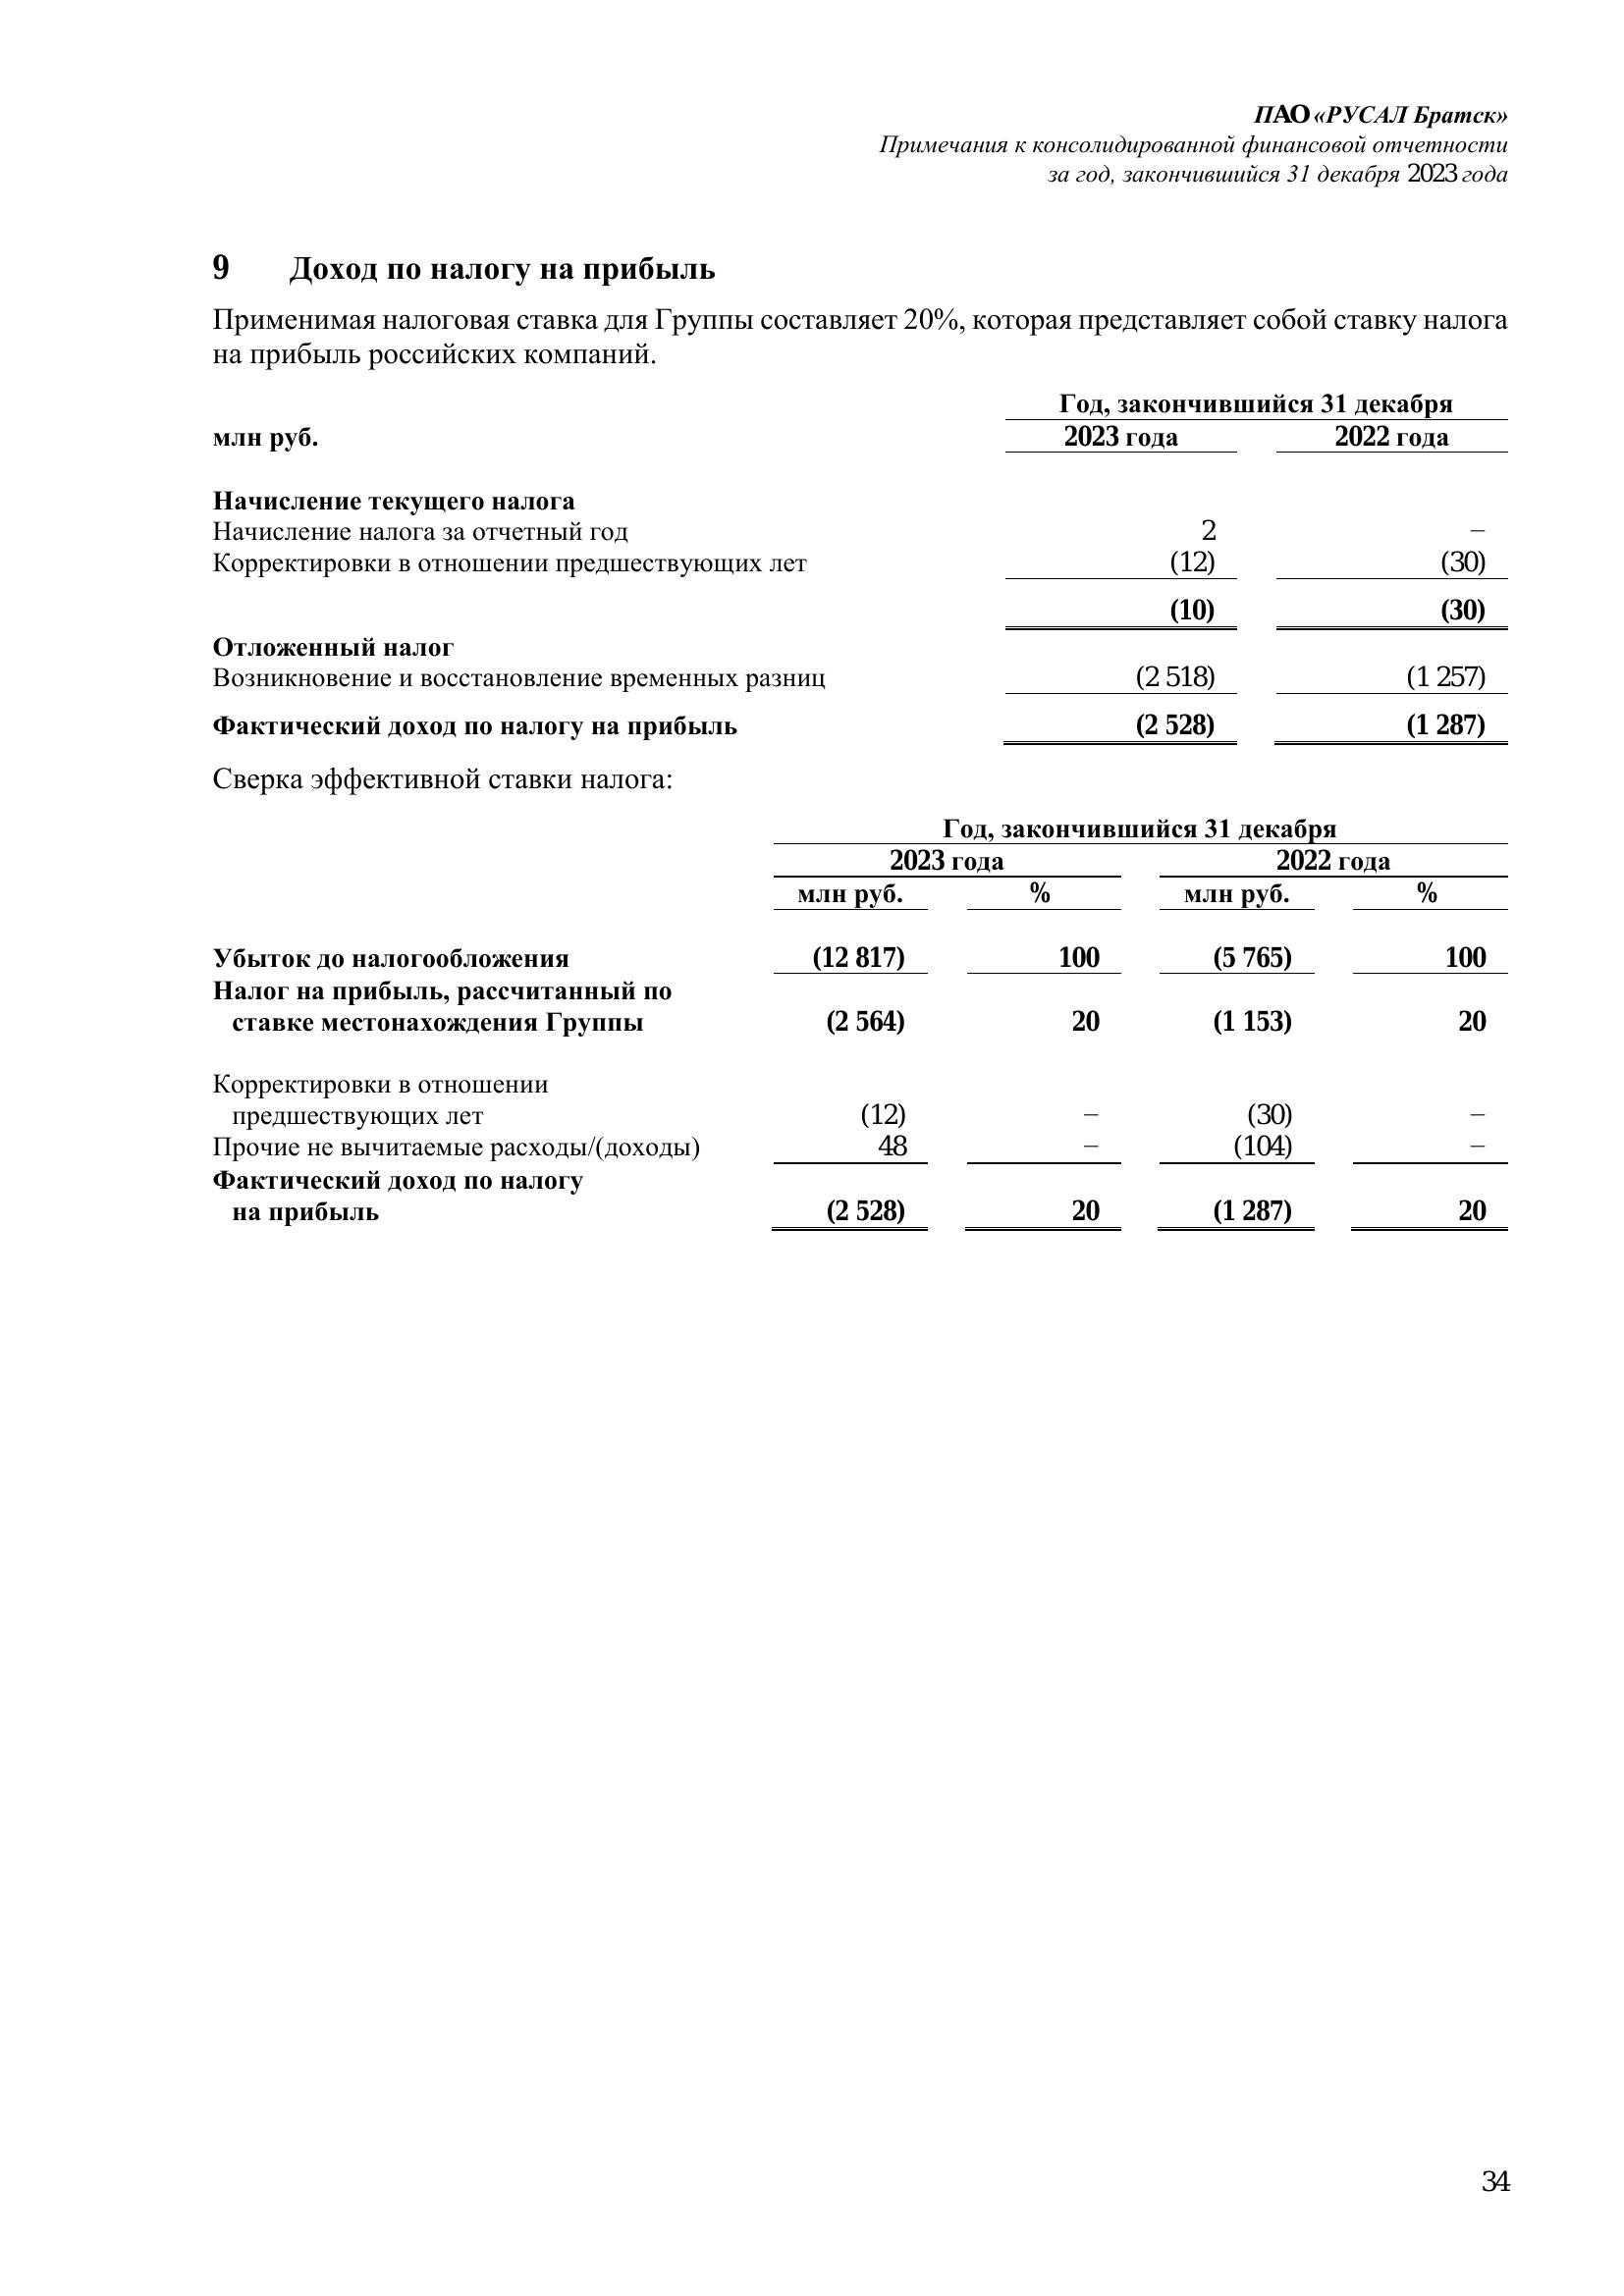 ПАО «РУСАЛ Братск»
Примечания к консолидированной финансовой отчетности
за год, закончившийся 31 декабря 2023 года
9 Доход по налогу на прибыль
Применимая налоговая ставка для Группы составляет 20%, которая представляет собой ставку налога
на прибыль российских компаний.
Год, закончившийся 31 декабря
млн руб. 2023 года 2022 года
Начисление текущего налога
Начисление налога за отчетный год 2 –
Корректировки в отношении предшествующих лет (12) (30)
(10) (30)
Отложенный налог
Возникновение и восстановление временных разниц (2 518) (1 257)
Фактический доход по налогу на прибыль (2 528) (1 287)
Сверка эффективной ставки налога:
Год, закончившийся 31 декабря
2023 года 2022 года
млн руб. % млн руб. %
Убыток до налогообложения (12 817) 100 (5 765) 100
Налог на прибыль, рассчитанный по
ставке местонахождения Группы (2 564) 20 (1 153) 20
Корректировки в отношении
предшествующих лет (12) – (30) –
Прочие не вычитаемые расходы/(доходы) 48 – (104) –
Фактический доход по налогу
на прибыль (2 528) 20 (1 287) 20
34